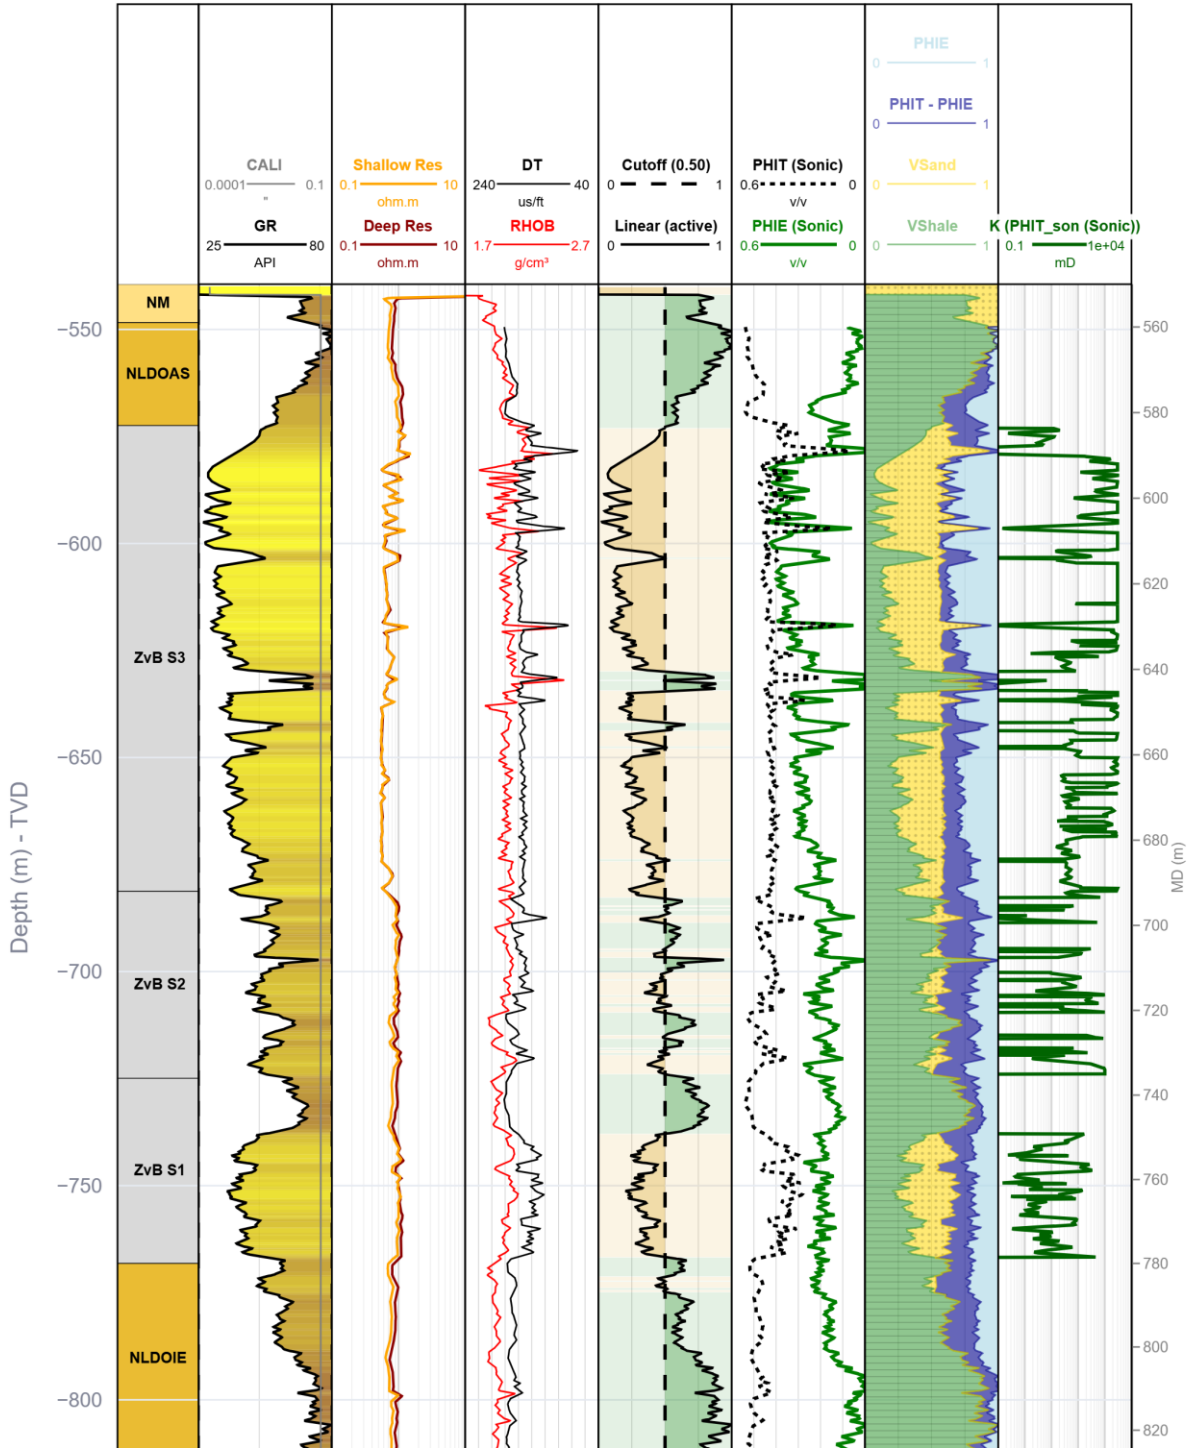 PHIE
0 1
PHIT - PHIE
0 1
CALI
0.0001 0.1
"
Shallow Res
0.1 10
ohm.m
DT
240 40
us/ft
Cutoff (0.50)
0 1
PHIT (Sonic)
0.6 0
v/v
VSand
0 1
GR
25 80
API
Deep Res
0.1 10
ohm.m
RHOB
1.7 2.7
g/cm³
Linear (active)
0 1
PHIE (Sonic)
0.6 0
v/v
VShale
0 1
K (PHIT_son (Sonic))
0.1 1e+04
mD
NM
NLDOAS
ZvB S3
ZvB S2
ZvB S1
NLDOIE
Depth (m) - TVD
−550
−600
−650
−700
−750
−800
MD (m)
560
580
600
620
640
660
680
700
720
740
760
780
800
820